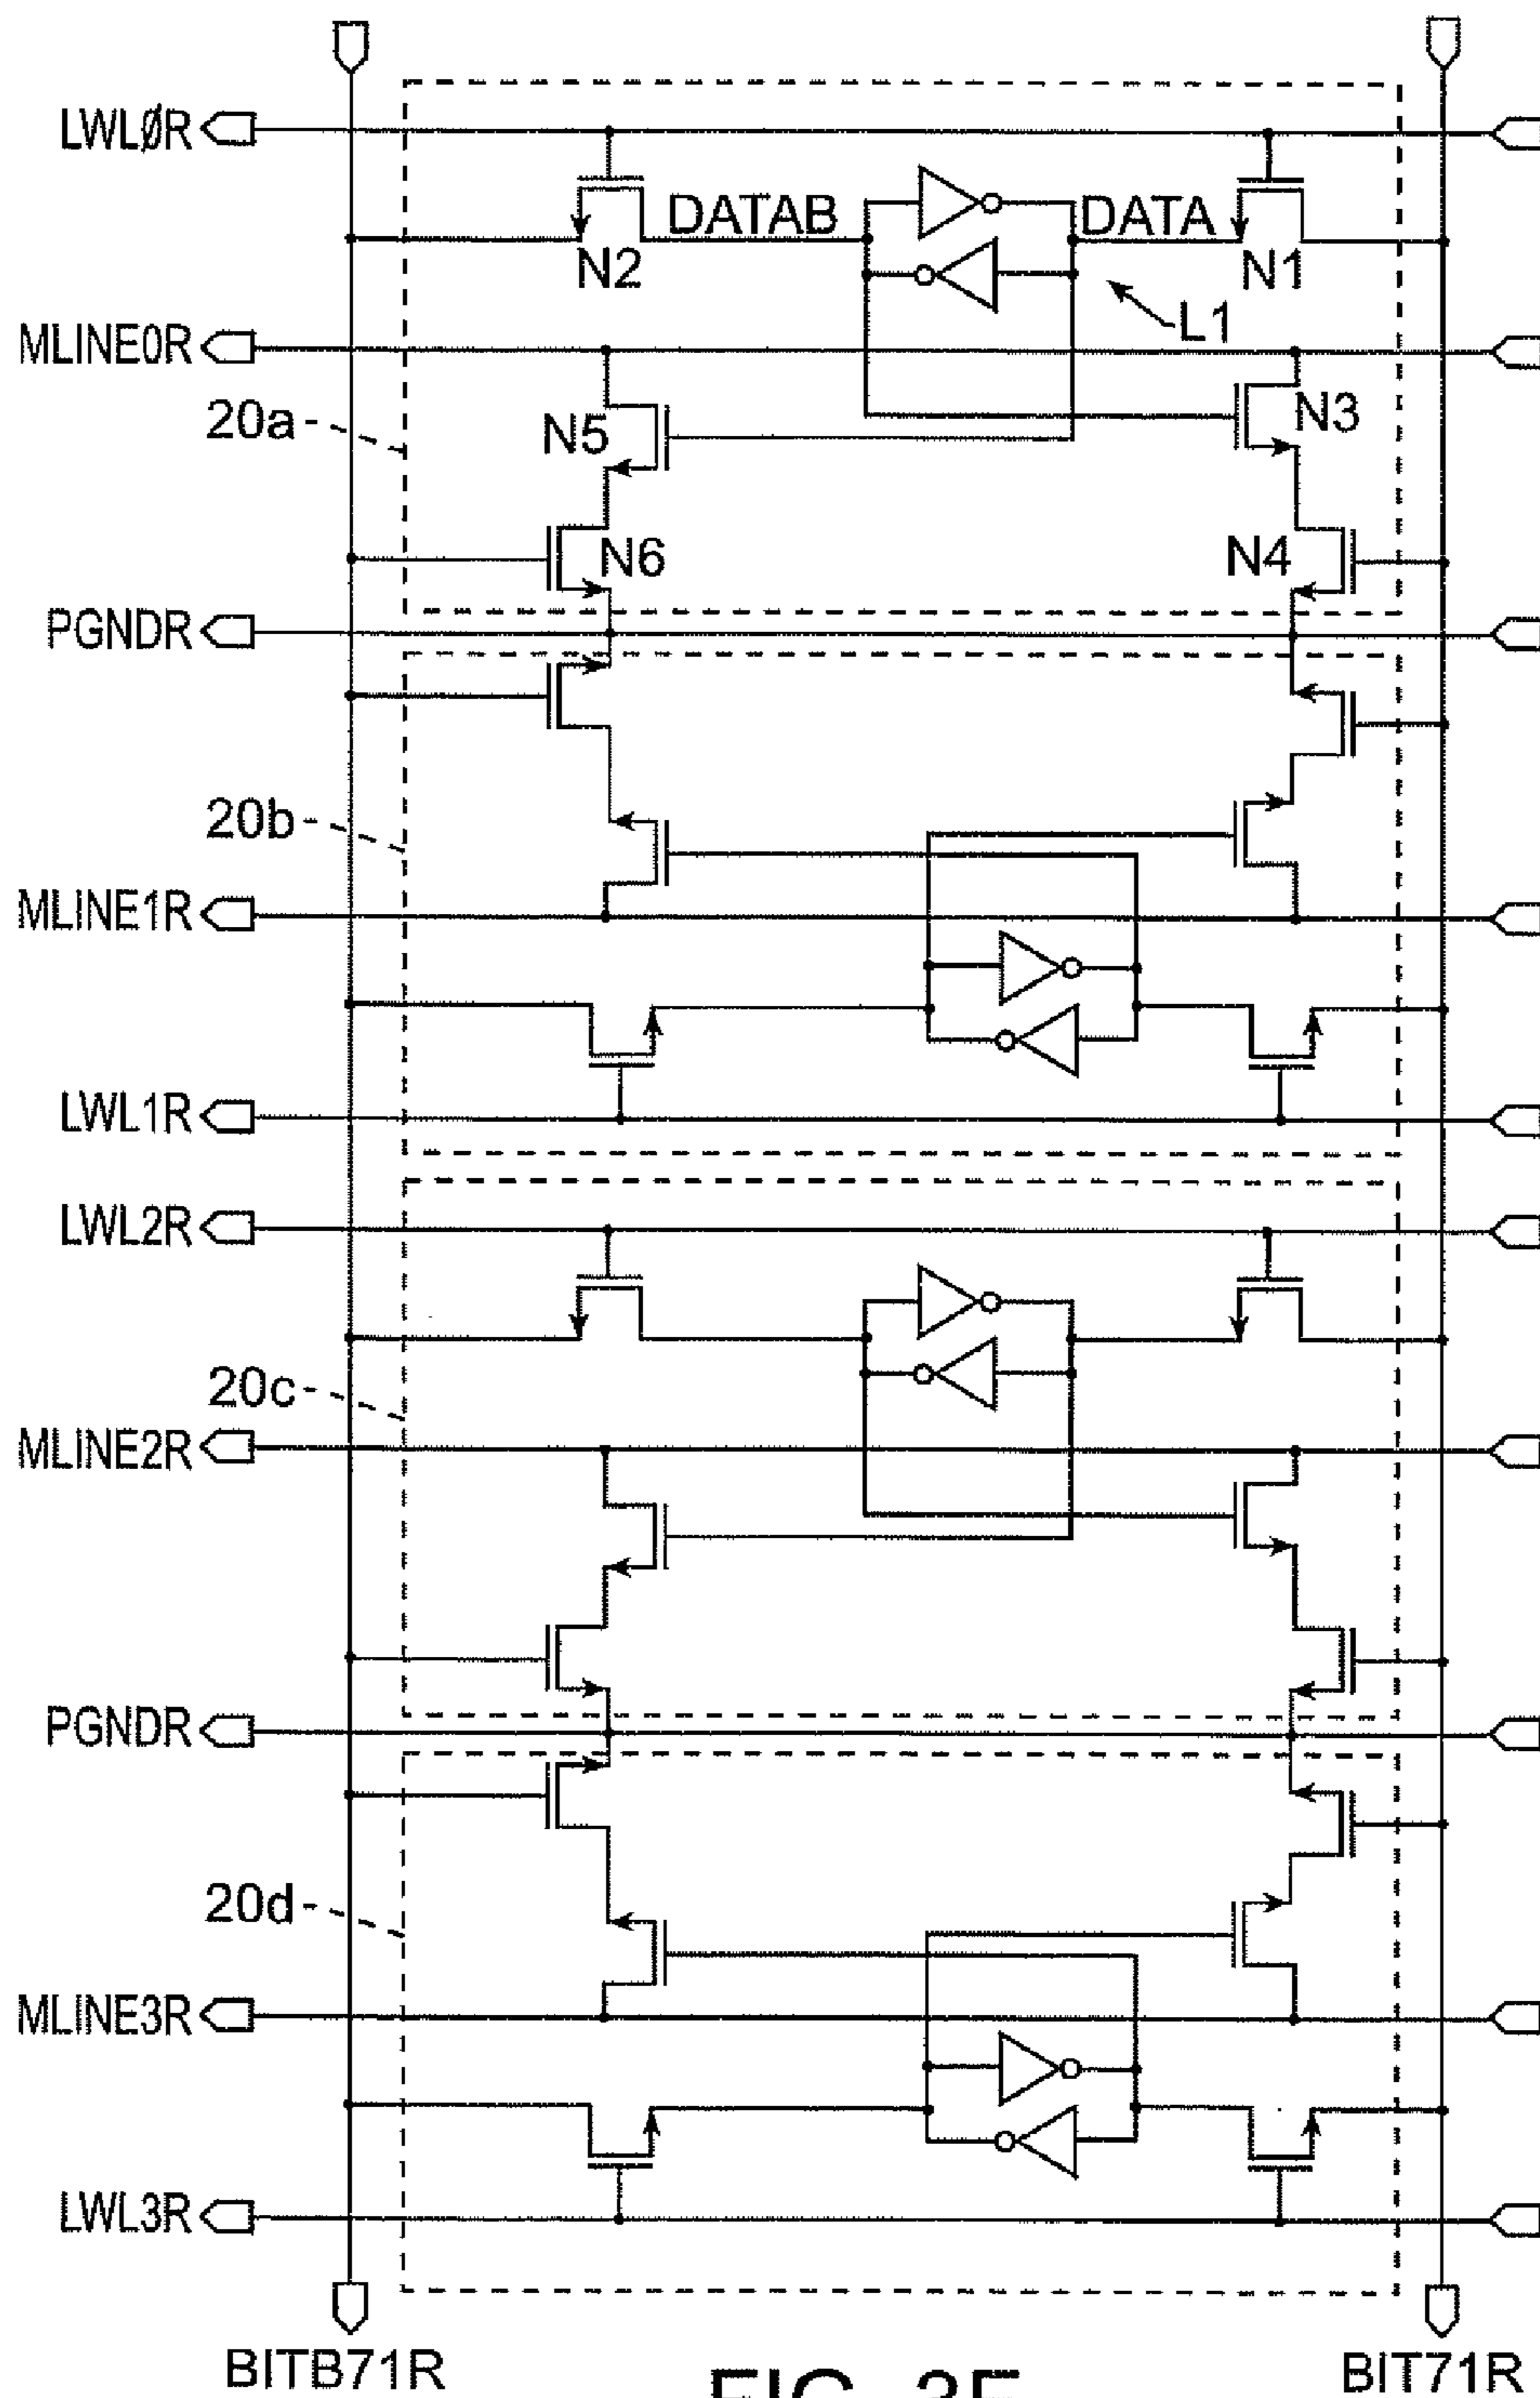 LWLØR
DATAB
DATA
N2
N1
L1
MLINE0R
20a
N5
N3
N6
N4
PGNDR
20b
MLINE1R
LWL1R
LWL2R
20c
MLINE2R
PGNDR
20d
MLINE3R
LWL3R
BITB71R
BIT71R